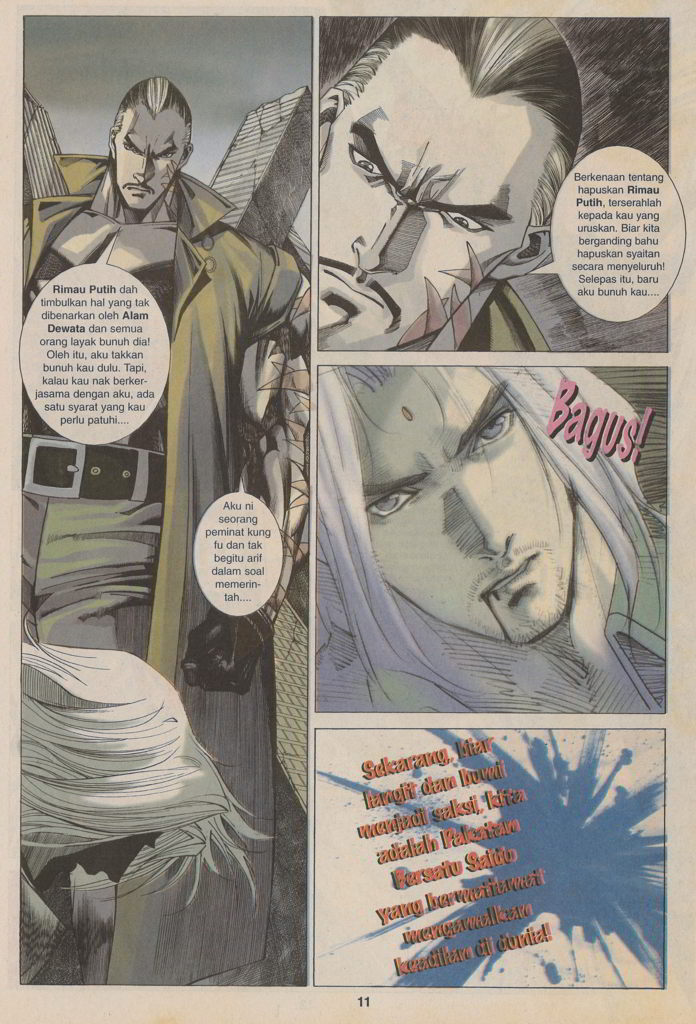 Rimau Putih dah
timbulkan hal yang tak
dibenarkan oleh Alam
Dewata dan semua
orang layak bunuh dia!
Oleh itu, aku takkan
bunuh kau dulu. Tapi,
kalau kau nak berker-
jasama dengan aku, ada
satu syarat yang kau
perlu patuhi....
Aku ni
seorang
peminat kung
fu dan tak
begitu arif
dalam soal
memerin-
tah....
Berkenaan tentang
hapuskan Rimau
Putih, terserahlah
kepada kau yang
uruskan. Biar kita
berganding bahu
hapuskan syaitan
secara menyeluruh!
Selepas itu, baru
aku bunuh kau....
Bagus!
Sekarang, biar
langit dan bumi
menjadi saksi, kita
adalah Pakatan
Bersatu Saido
yang bermatlamat
mengamalkan
keadilan di dunia!
11